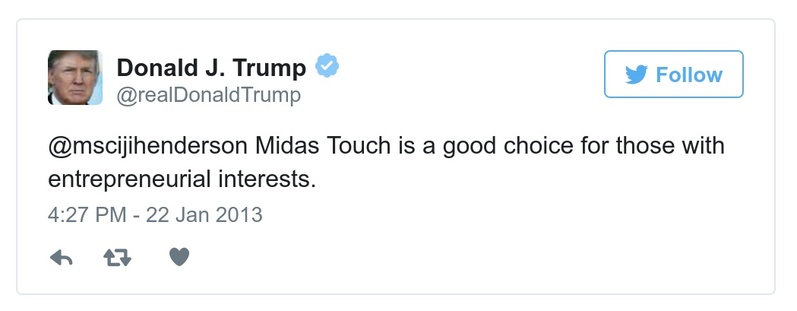 Donald J. Trump
@realDonaldTrump
Follow
@mscijihenderson Midas Touch is a good choice for those with
entrepreneurial interests.
4:27 PM - 22 Jan 2013